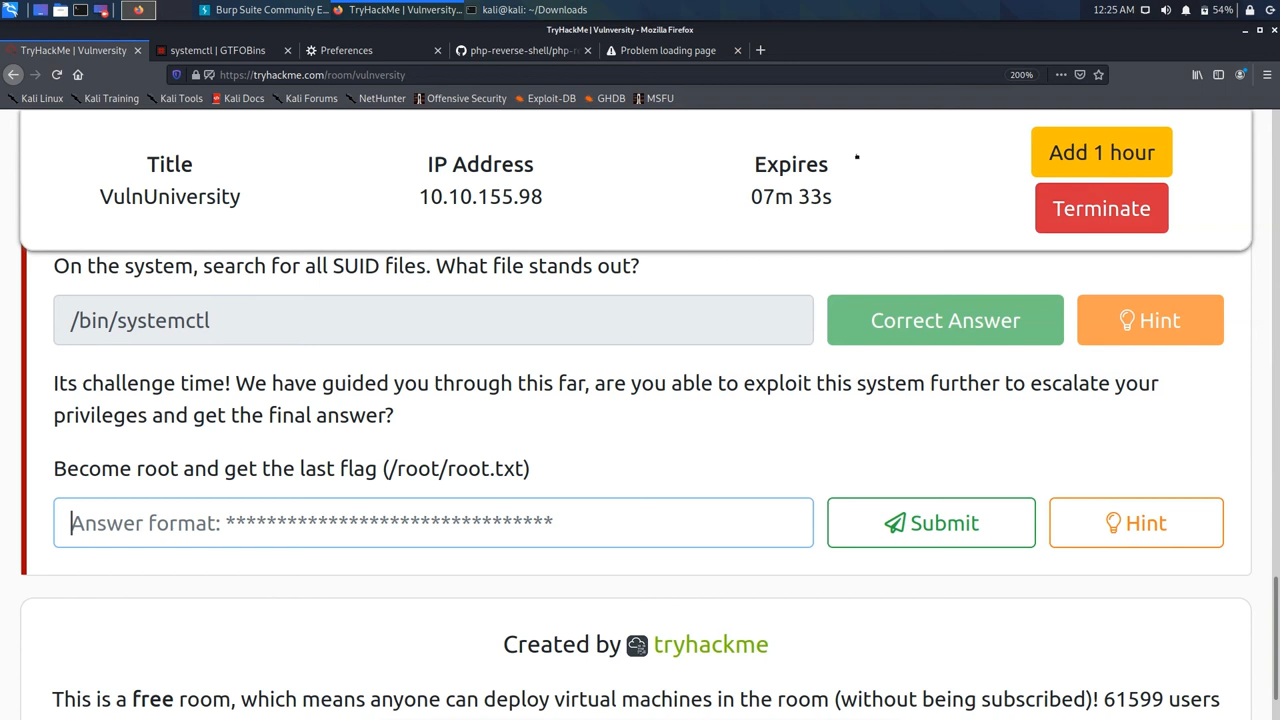 Burp Suite Community E...
TryHackMe | Vulnversity...
kali@kali: ~/Downloads
12:25 AM
54%
TryHackMe | Vulnversity - Mozilla Firefox
TryHackMe | Vulnversity
systemctl | GTFOBins
Preferences
php-reverse-shell/php-re
Problem loading page
https://tryhackme.com/room/vulnversity
200%
Kali Linux
Kali Training
Kali Tools
Kali Docs
Kali Forums
NetHunter
Offensive Security
Exploit-DB
GHDB
MSFU
Title
IP Address
Expires
Add 1 hour
VulnUniversity
10.10.155.98
07m 33s
Terminate
On the system, search for all SUID files. What file stands out?
/bin/systemctl
Correct Answer
Hint
Its challenge time! We have guided you through this far, are you able to exploit this system further to escalate your
privileges and get the final answer?
Become root and get the last flag (/root/root.txt)
Answer format: ********************************
Submit
Hint
Created by tryhackme
This is a free room, which means anyone can deploy virtual machines in the room (without being subscribed)! 61599 users